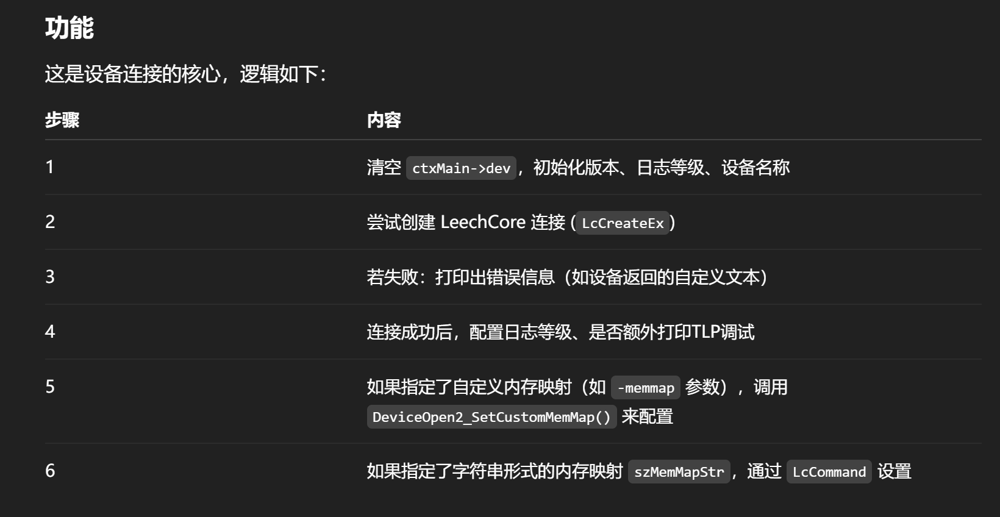 功能
这是设备连接的核心，逻辑如下：
步骤 内容
1 清空 ctxMain->dev，初始化版本、日志等级、设备名称
2 尝试创建 LeechCore 连接 (LcCreateEx)
3 若失败：打印出错误信息（如设备返回的自定义文本）
4 连接成功后，配置日志等级、是否额外打印TLP调试
5 如果指定了自定义内存映射（如 -memmap 参数），调用
DeviceOpen2_SetCustomMemMap() 来配置
6 如果指定了字符串形式的内存映射 szMemMapStr，通过 LcCommand 设置